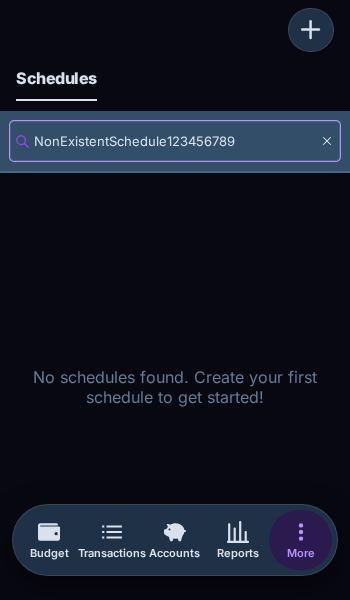 Schedules
NonExistentSchedule123456789
No schedules found. Create your first
schedule to get started!
Budget Transactions Accounts Reports More